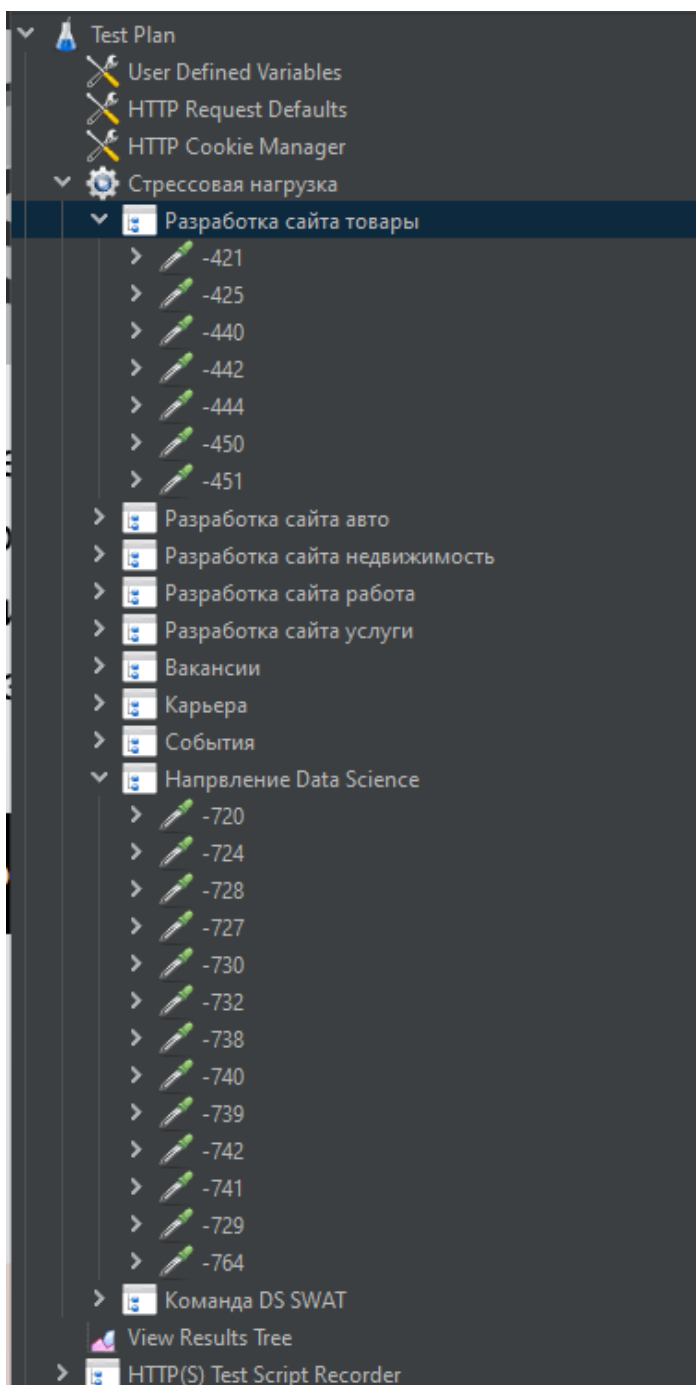 Test Plan
User Defined Variables
HTTP Request Defaults
HTTP Cookie Manager
Стрессовая нагрузка
Разработка сайта товары
-421
-425
-440
-442
-444
-450
-451
Разработка сайта авто
Разработка сайта недвижимость
Разработка сайта работа
Разработка сайта услуги
Вакансии
Карьера
События
Напрвление Data Science
-720
-724
-728
-727
-730
-732
-738
-740
-739
-742
-741
-729
-764
Команда DS SWAT
View Results Tree
HTTP(S) Test Script Recorder